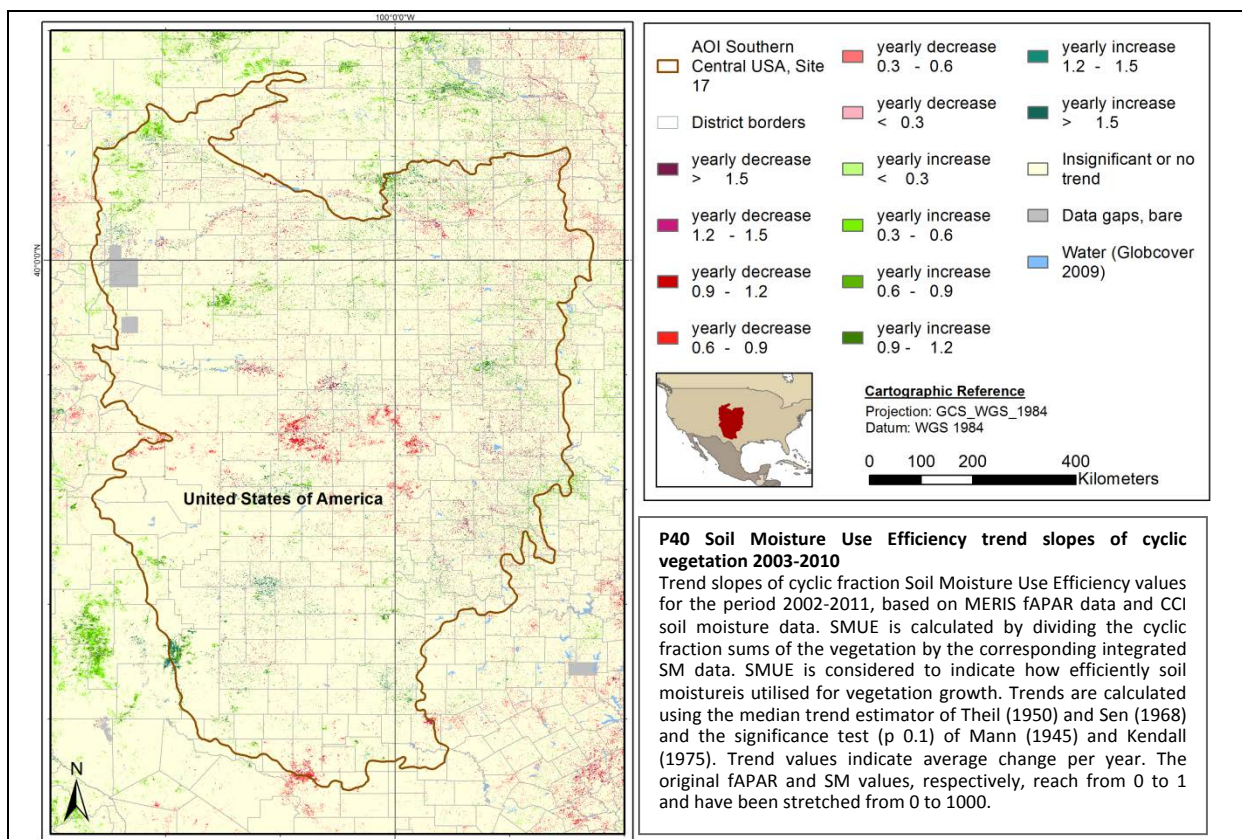 100°0'0"W
40°0'0"N
United States of America
N
AOI Southern
Central USA, Site
17
District borders
yearly decrease
> 1.5
yearly decrease
1.2 - 1.5
yearly decrease
0.9 - 1.2
yearly decrease
0.6 - 0.9
yearly decrease
0.3 - 0.6
yearly decrease
< 0.3
yearly increase
< 0.3
yearly increase
0.3 - 0.6
yearly increase
0.6 - 0.9
yearly increase
0.9 - 1.2
yearly increase
1.2 - 1.5
yearly increase
> 1.5
Insignificant or no
trend
Data gaps, bare
Water (Globcover
2009)
Cartographic Reference
Projection: GCS_WGS_1984
Datum: WGS 1984
0 100 200 400
Kilometers
P40 Soil Moisture Use Efficiency trend slopes of cyclic
vegetation 2003-2010
Trend slopes of cyclic fraction Soil Moisture Use Efficiency values
for the period 2002-2011, based on MERIS fAPAR data and CCI
soil moisture data. SMUE is calculated by dividing the cyclic
fraction sums of the vegetation by the corresponding integrated
SM data. SMUE is considered to indicate how efficiently soil
moistureis utilised for vegetation growth. Trends are calculated
using the median trend estimator of Theil (1950) and Sen (1968)
and the significance test (p 0.1) of Mann (1945) and Kendall
(1975). Trend values indicate average change per year. The
original fAPAR and SM values, respectively, reach from 0 to 1
and have been stretched from 0 to 1000.